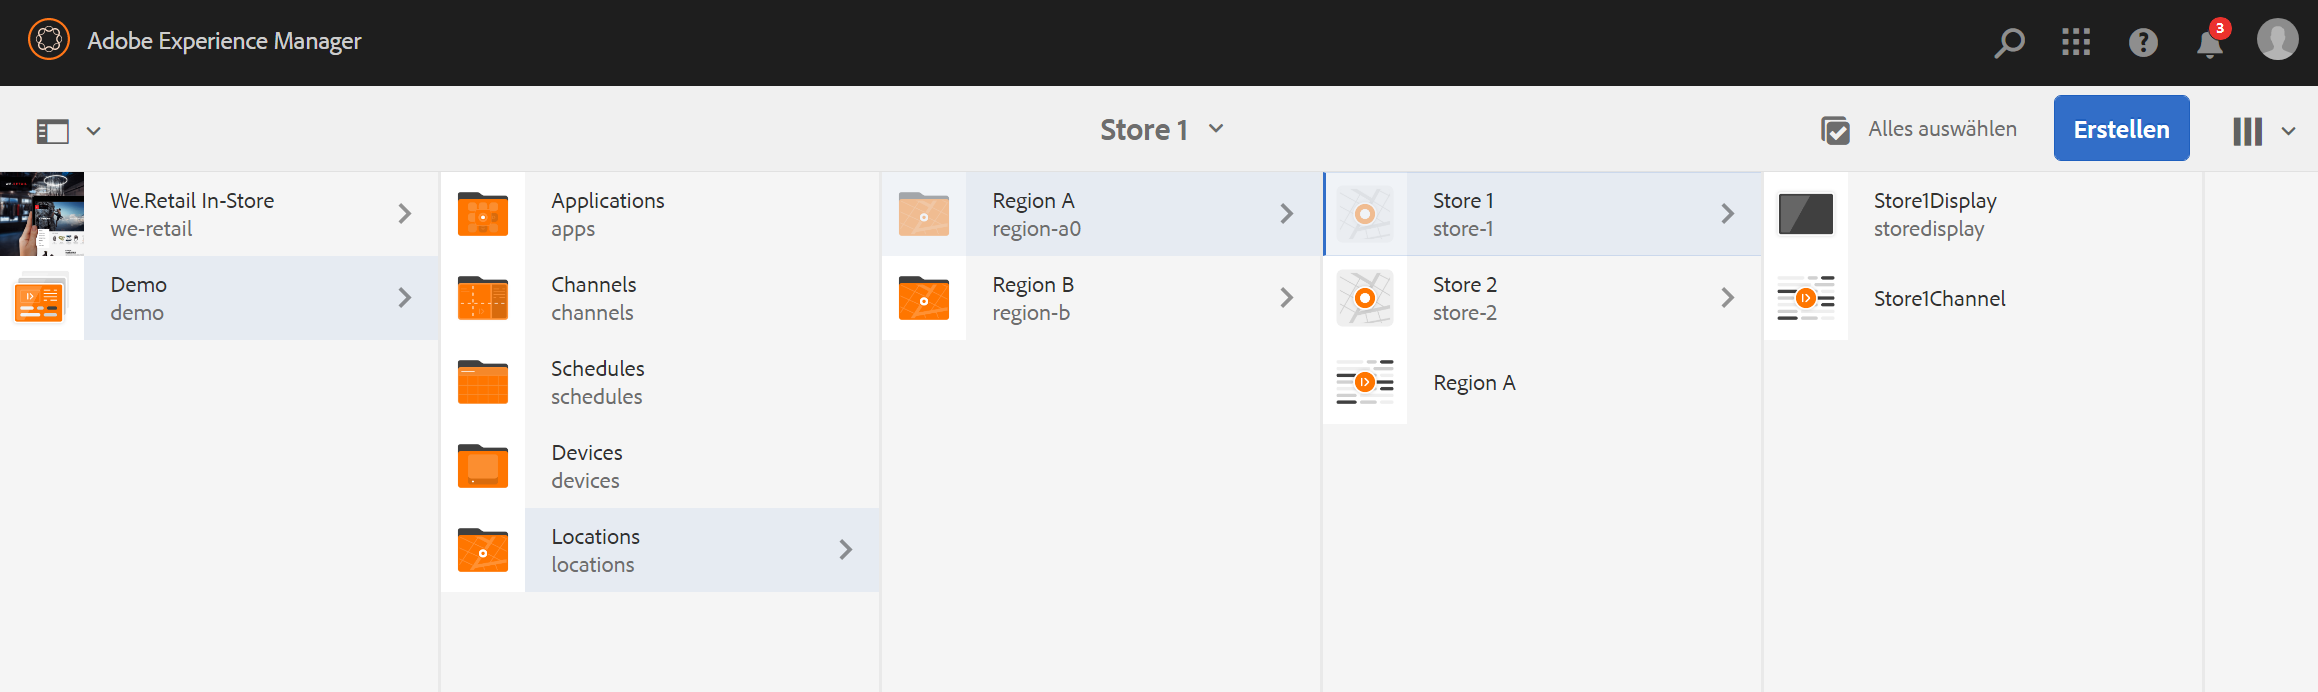 Adobe Experience Manager
3
Store 1
Alles auswählen
Erstellen
We.Retail In-Store
we-retail
Demo
demo
Applications
apps
Channels
channels
Schedules
schedules
Devices
devices
Locations
locations
Region A
region-a0
Region B
region-b
Store 1
store-1
Store 2
store-2
Region A
Store1Display
storedisplay
Store1Channel